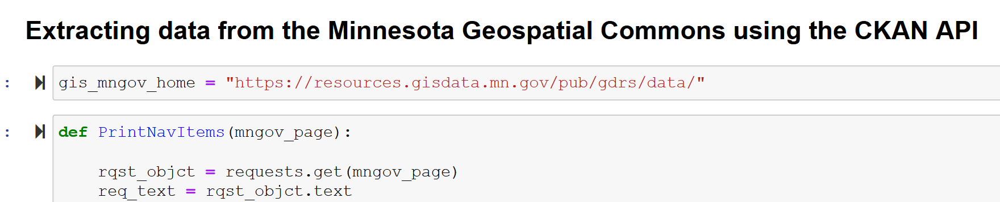 Extracting data from the Minnesota Geospatial Commons using the CKAN API
: gis_mngov_home = "https://resources.gisdata.mn.gov/pub/gdrs/data/"
: def PrintNavItems(mngov_page):
rqst_objct = requests.get(mngov_page)
req_text = rqst_objct.text